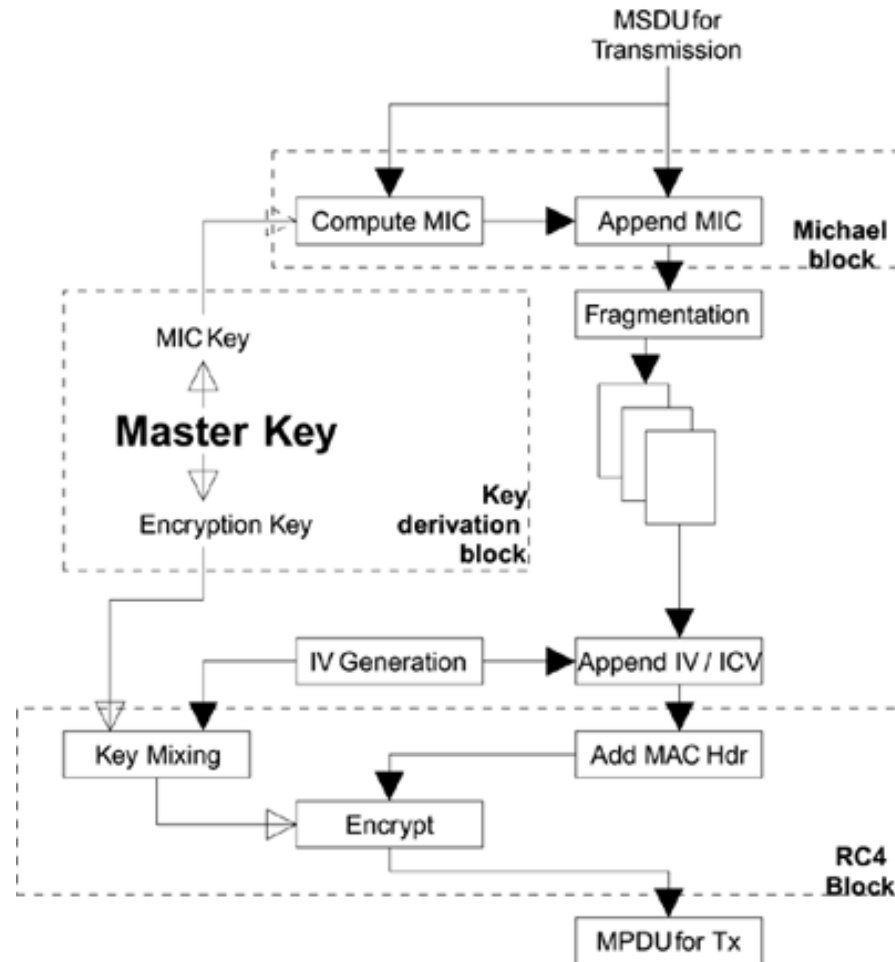 MSDU for
Transmission
Compute MIC
Append MIC
Michael
block
Fragmentation
MIC Key
Master Key
Encryption Key
Key
derivation
block
IV Generation
Append IV / ICV
Key Mixing
Add MAC Hdr
Encrypt
RC4
Block
MPDU for Tx